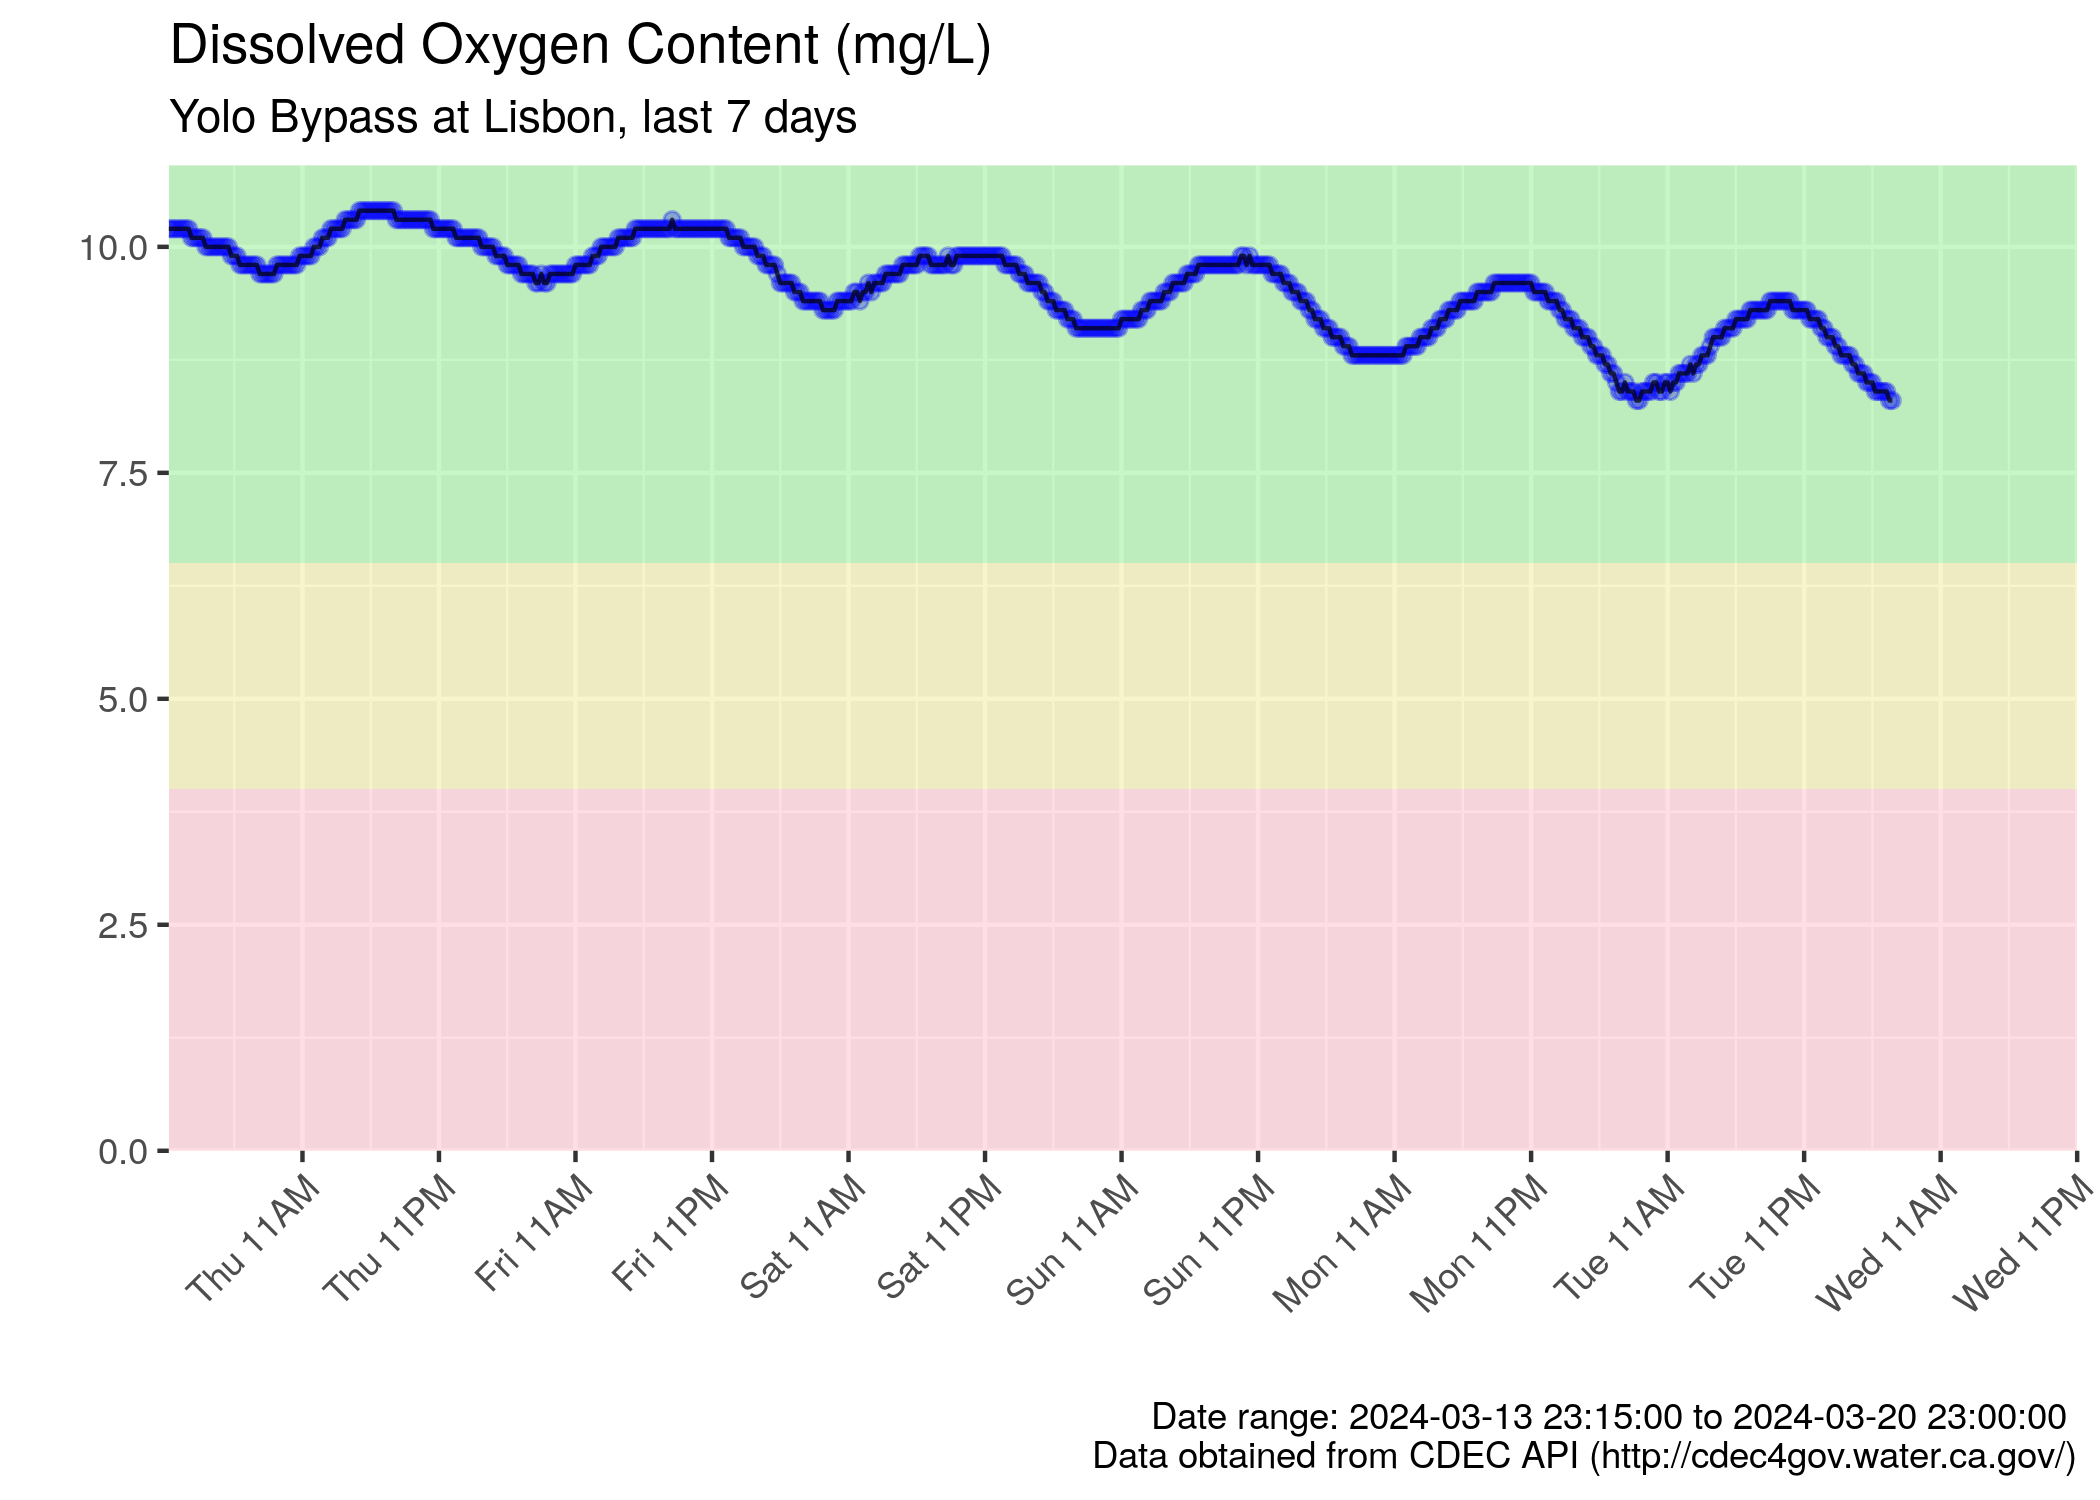 Dissolved Oxygen Content (mg/L)
Yolo Bypass at Lisbon, last 7 days
10.0
7.5
5.0
2.5
0.0
Thu 11AM
Thu 11PM
Fri 11AM
Fri 11PM
Sat 11AM
Sat 11PM
Sun 11AM
Sun 11PM
Mon 11AM
Mon 11PM
Tue 11AM
Tue 11PM
Wed 11AM
Wed 11PM
Date range: 2024-03-13 23:15:00 to 2024-03-20 23:00:00
Data obtained from CDEC API (http://cdec4gov.water.ca.gov/)